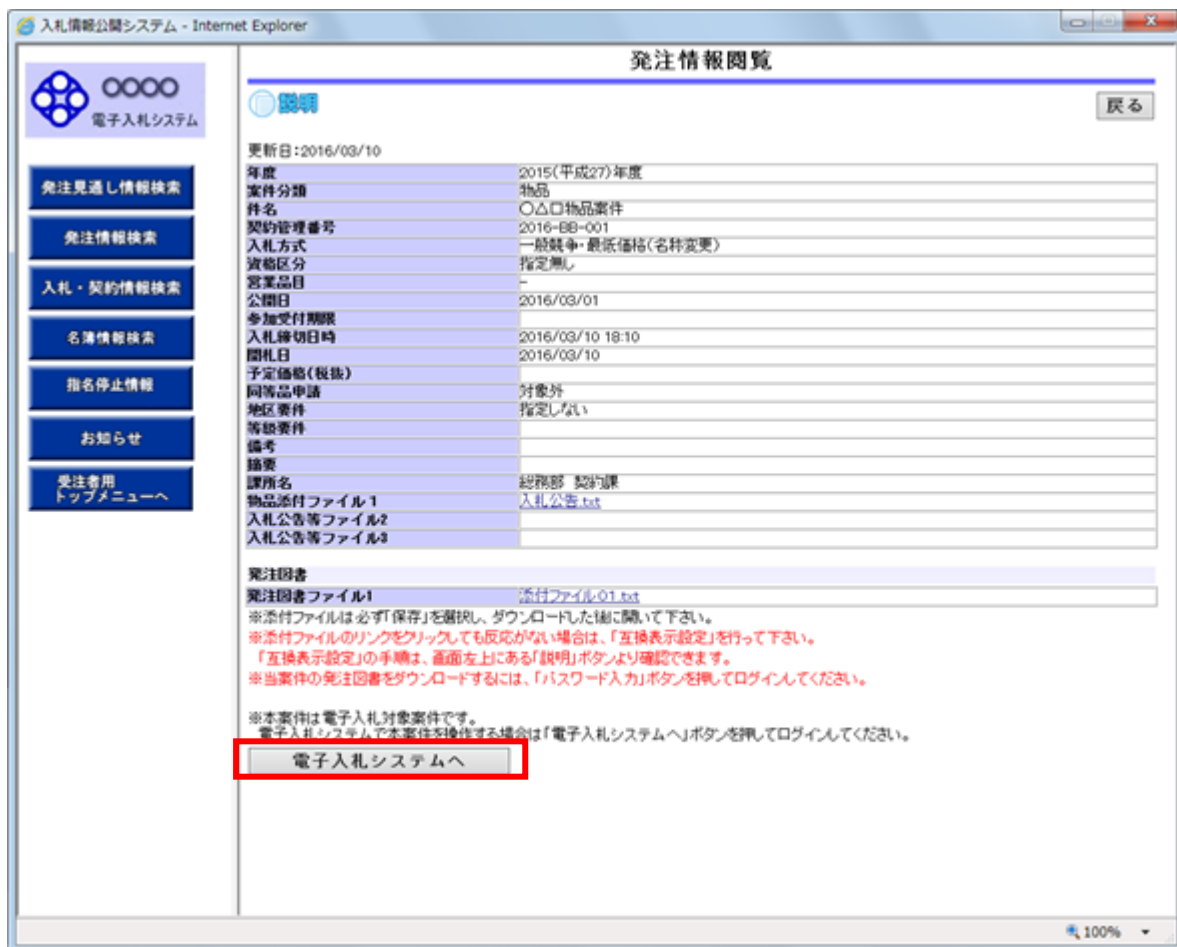 入札情報公開システム - Internet Explorer
〇〇〇〇
電子入札システム
発注見通し情報検索
発注情報検索
入札・契約情報検索
名簿情報検索
指名停止情報
お知らせ
受注者用
トップメニューへ
発注情報閲覧
説明
戻る
更新日:2016/03/10
年度 2015(平成27)年度
案件分類 物品
件名 〇△口物品案件
契約管理番号 2016-BB-001
入札方式 一般競争・最低価格(名称変更)
資格区分 指定無し
営業品目 -
公開日 2016/03/01
参加受付期限
入札締切日時 2016/03/10 18:10
開札日 2016/03/10
予定価格(税抜)
同等品申請 対象外
地区要件 指定しない
等級要件
備考
摘要
課所名 総務部 契約課
物品添付ファイル1 入札公告.txt
入札公告等ファイル2
入札公告等ファイル3
発注図書
発注図書ファイル1 添付ファイル01.txt
※添付ファイルは必ず「保存」を選択し、ダウンロードした後に開いて下さい。
※添付ファイルのリンクをクリックしても反応がない場合は、「互換表示設定」を行って下さい。
「互換表示設定」の手順は、画面左上にある「説明」ボタンより確認できます。
※当案件の発注図書をダウンロードするには、「パスワード入力」ボタンを押してログインしてください。
※本案件は電子入札対象案件です。
電子入札システムで本案件を操作する場合は「電子入札システムへ」ボタンを押してログインしてください。
電子入札システムへ
100%